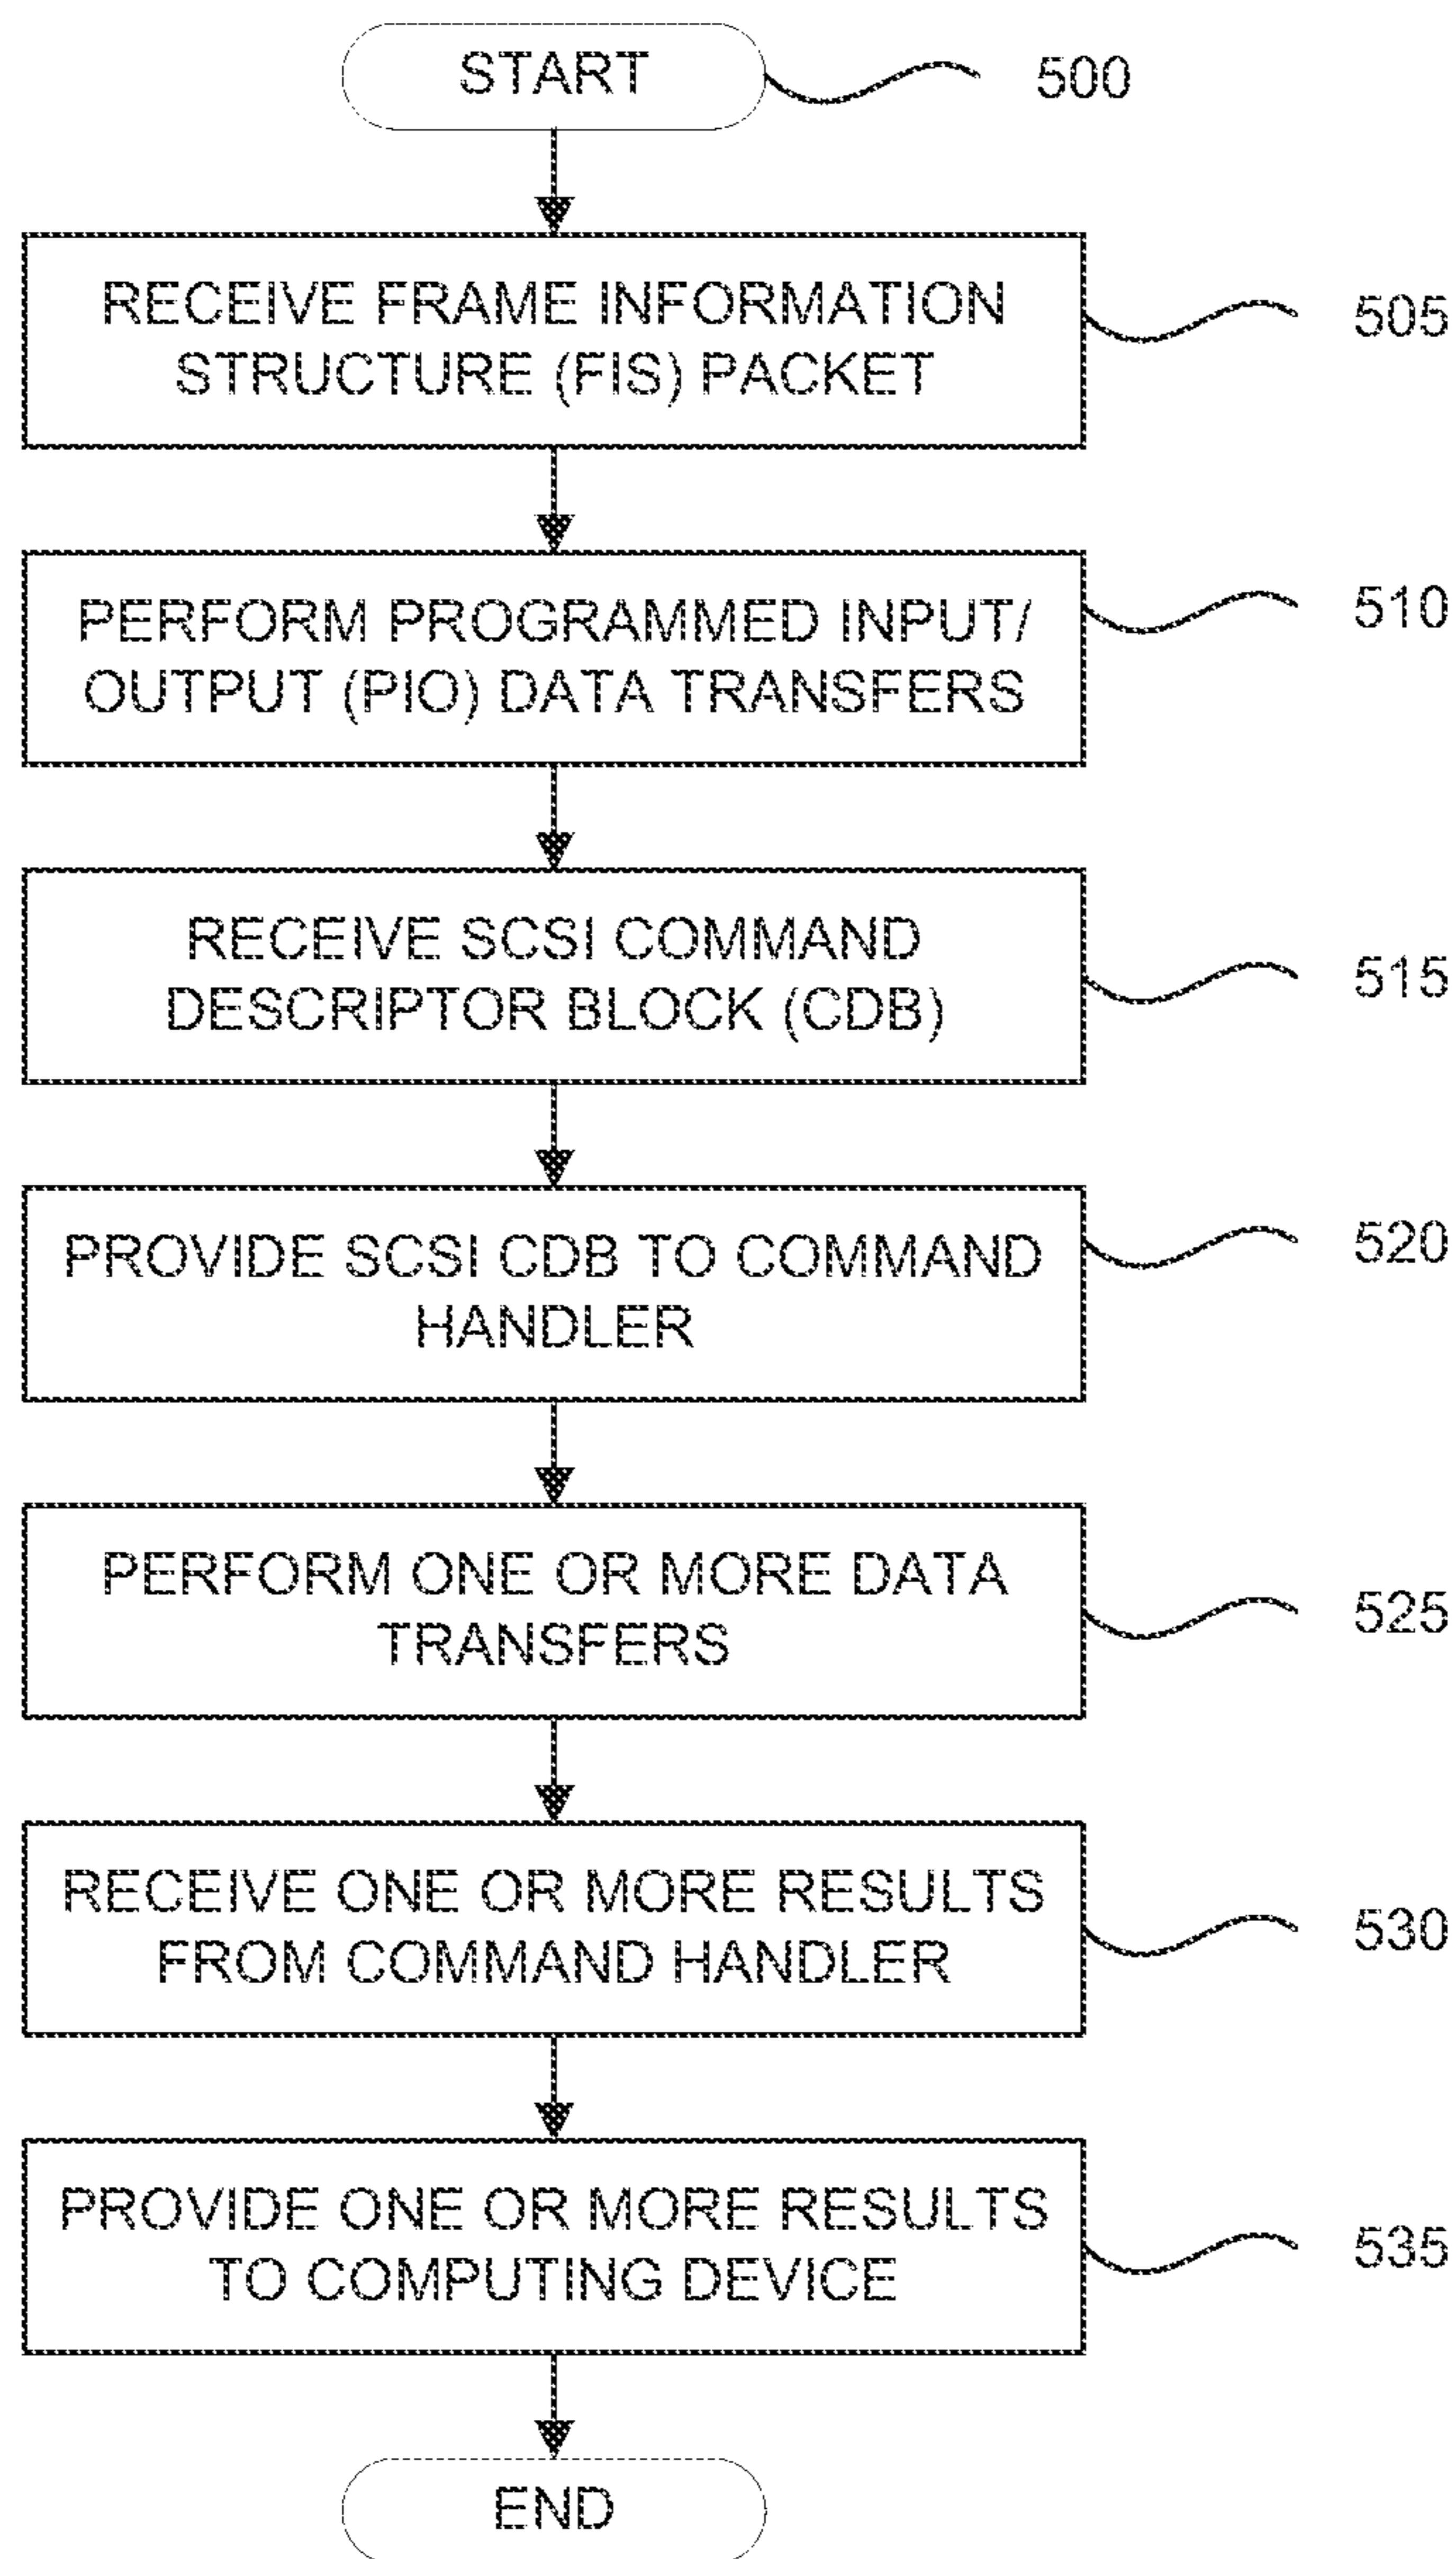 START
500
RECEIVE FRAME INFORMATION
STRUCTURE (FIS) PACKET
505
PERFORM PROGRAMMED INPUT/
OUTPUT (PIO) DATA TRANSFERS
510
RECEIVE SCSI COMMAND
DESCRIPTOR BLOCK (CDB)
515
PROVIDE SCSI CDB TO COMMAND
HANDLER
520
PERFORM ONE OR MORE DATA
TRANSFERS
525
RECEIVE ONE OR MORE RESULTS
FROM COMMAND HANDLER
530
PROVIDE ONE OR MORE RESULTS
TO COMPUTING DEVICE
535
END